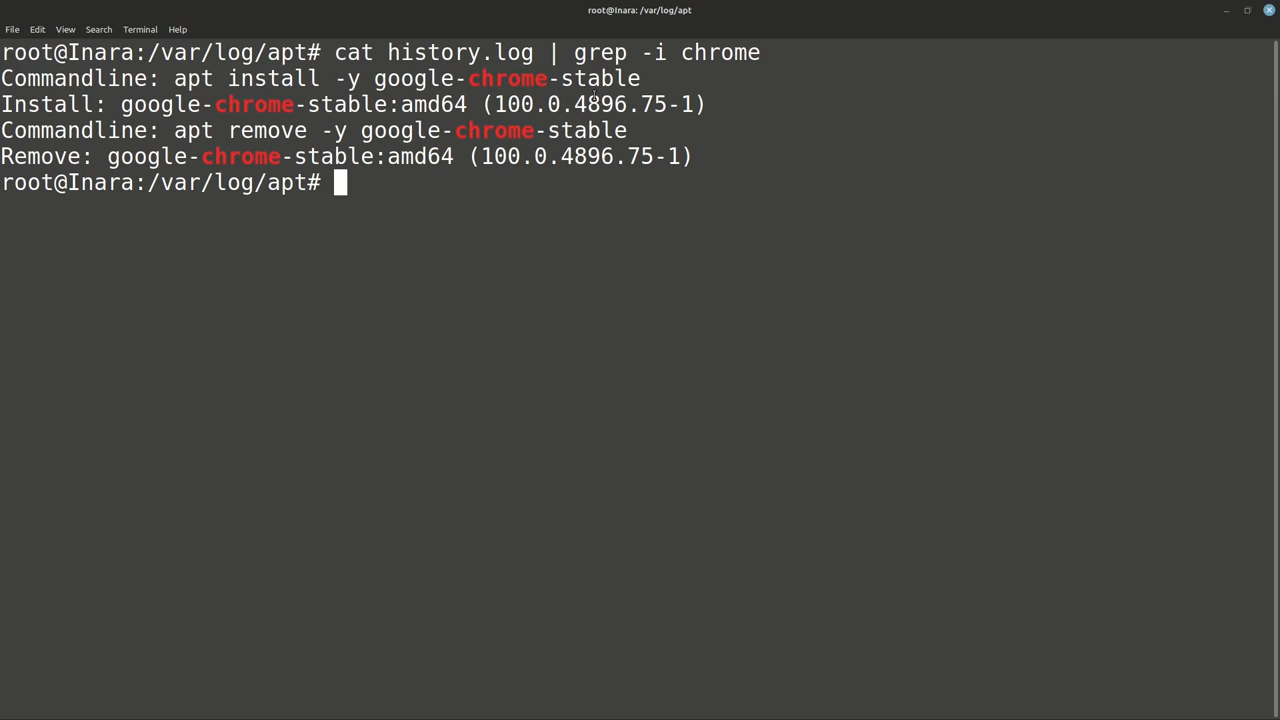 root@Inara: /var/log/apt
File Edit View Search Terminal Help
root@Inara:/var/log/apt# cat history.log | grep -i chrome
Commandline: apt install -y google-chrome-stable
Install: google-chrome-stable:amd64 (100.0.4896.75-1)
Commandline: apt remove -y google-chrome-stable
Remove: google-chrome-stable:amd64 (100.0.4896.75-1)
root@Inara:/var/log/apt#